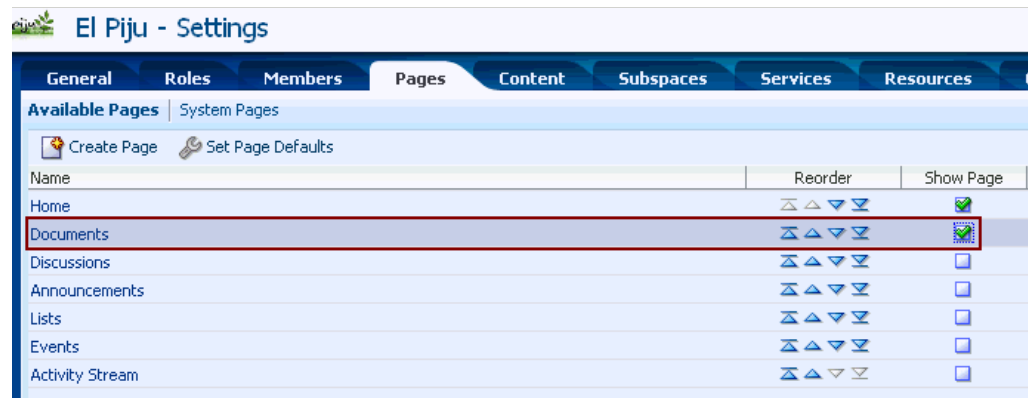 El Piju - Settings
General Roles Members Pages Content Subspaces Services Resources
Available Pages | System Pages
Create Page Set Page Defaults
Name Reorder Show Page
Home
Documents
Discussions
Announcements
Lists
Events
Activity Stream